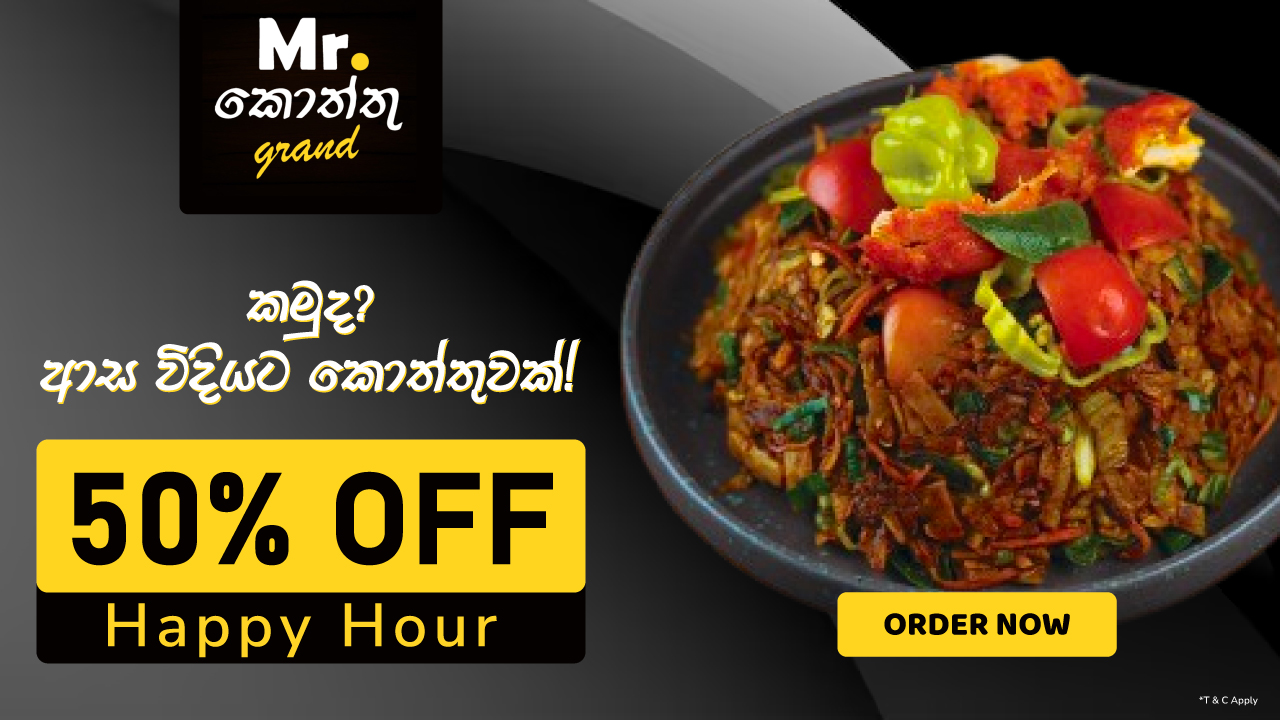 Mr.
කොත්තු
grand
කමුද?
ආස විදියට කොත්තුවක්!
50% OFF
Happy Hour
ORDER NOW
*T & C Apply